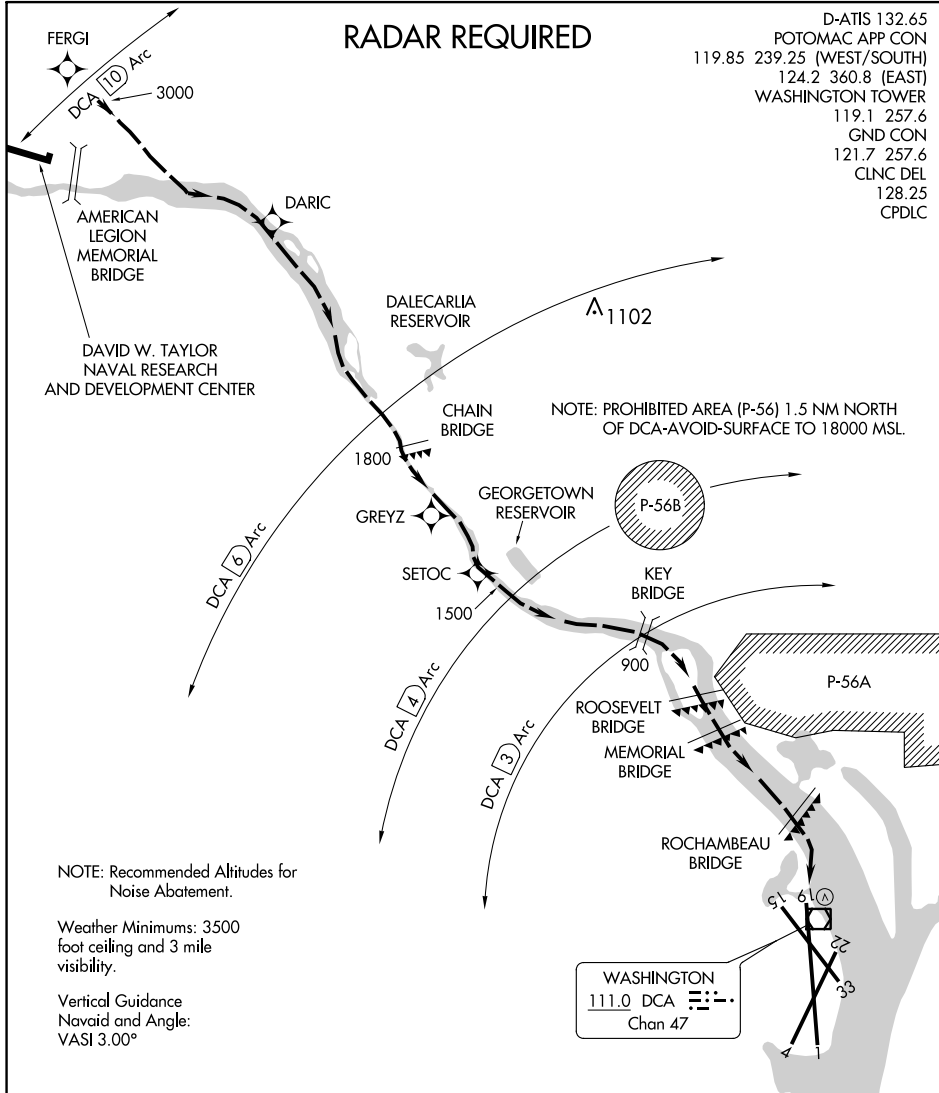 RADAR REQUIRED
D-ATIS 132.65
POTOMAC APP CON
119.85 239.25 (WEST/SOUTH)
124.2 360.8 (EAST)
WASHINGTON TOWER
119.1 257.6
GND CON
121.7 257.6
CLNC DEL
128.25
CPDLC
FERGI
DCA 10 Arc
3000
AMERICAN
LEGION
MEMORIAL
BRIDGE
DARIC
DAVID W. TAYLOR
NAVAL RESEARCH
AND DEVELOPMENT CENTER
DALECARLIA
RESERVOIR
1102
CHAIN
BRIDGE
1800
NOTE: PROHIBITED AREA (P-56) 1.5 NM NORTH
OF DCA-AVOID-SURFACE TO 18000 MSL.
GREYZ
GEORGETOWN
RESERVOIR
P-56B
DCA 6 Arc
SETOC
1500
KEY
BRIDGE
900
P-56A
DCA 4 Arc
ROOSEVELT
BRIDGE
MEMORIAL
BRIDGE
DCA 3 Arc
ROCHAMBEAU
BRIDGE
NOTE: Recommended Altitudes for
Noise Abatement.
Weather Minimums: 3500
foot ceiling and 3 mile
visibility.
Vertical Guidance
Navaid and Angle:
VASI 3.00°
15
19
V
22
33
4
1
WASHINGTON
111.0 DCA
Chan 47